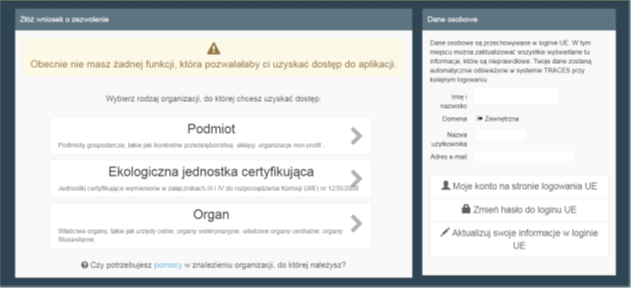 Złóż wniosek o zezwolenie
Obecnie nie masz żadnej funkcji, która pozwalałaby ci uzyskać dostęp do aplikacji.
Wybierz rodzaj organizacji, do której chcesz uzyskać dostęp:
Podmiot
Podmioty gospodarcze, takie jak konkretne przedsiębiorstwa, sklepy, organizacje non-profit...
Ekologiczna jednostka certyfikująca
Jednostki certyfikujące wymienione w załącznikach III i IV do rozporządzenia Komisji (WE) nr 1235/2008
Organ
Właściwe organy, takie jak urzędy celne, organy weterynaryjne, właściwe organy centralne, organy
fitosanitarne.
Czy potrzebujesz pomocy w znalezieniu organizacji, do której należysz?
Dane osobowe
Dane osobowe są przechowywane w loginie UE. W tym
miejscu można zaktualizować wszystkie wyświetlane tu
informacje, które są nieprawidłowe. Twoje dane zostaną
automatycznie odświeżone w systemie TRACES przy
kolejnym logowaniu
Imię i
nazwisko
Domena Zewnętrzna
Nazwa
użytkownika
Adres e-mail
Moje konto na stronie logowania UE
Zmień hasło do loginu UE
Aktualizuj swoje informacje w loginie
UE